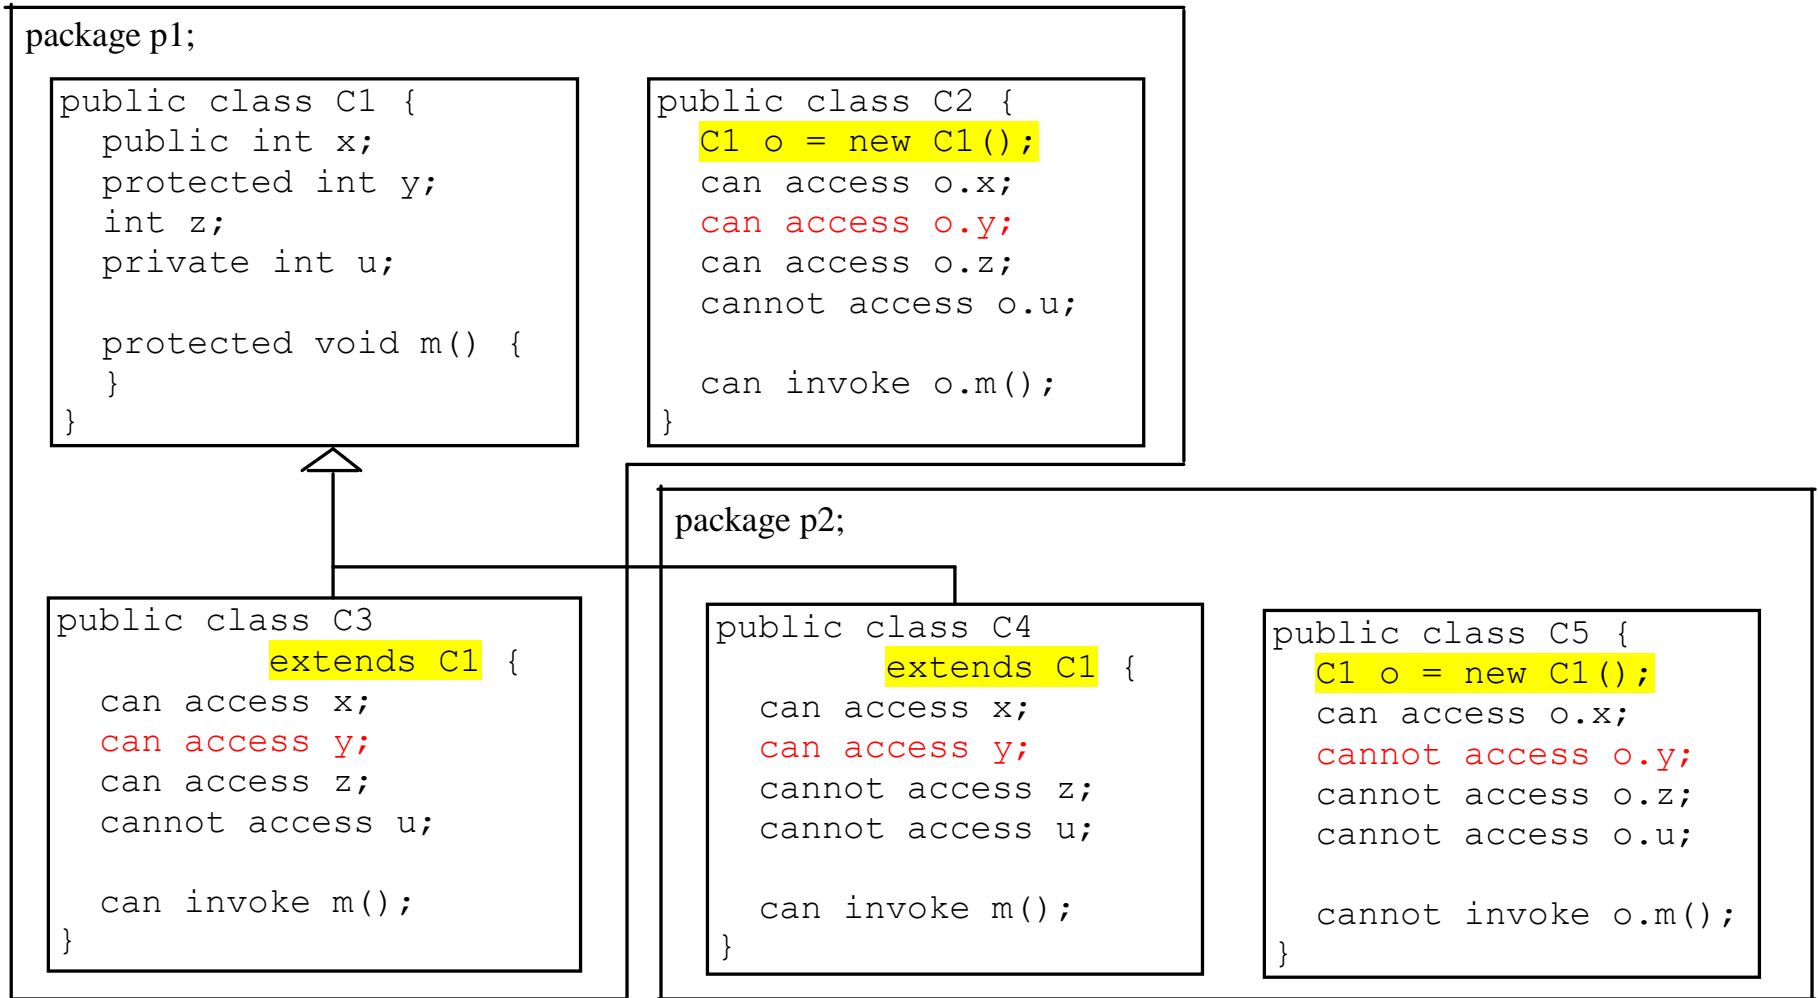 package p1;
public class C1 {
public int x;
protected int y;
int z;
private int u;
protected void m() {
}
}
public class C2 {
C1 o = new C1();
can access o.x;
can access o.y;
can access o.z;
cannot access o.u;
can invoke o.m();
}
public class C3
extends C1 {
can access x;
can access y;
can access z;
cannot access u;
can invoke m();
}
package p2;
public class C4
extends C1 {
can access x;
can access y;
cannot access z;
cannot access u;
can invoke m();
}
public class C5 {
C1 o = new C1();
can access o.x;
cannot access o.y;
cannot access o.z;
cannot access o.u;
cannot invoke o.m();
}